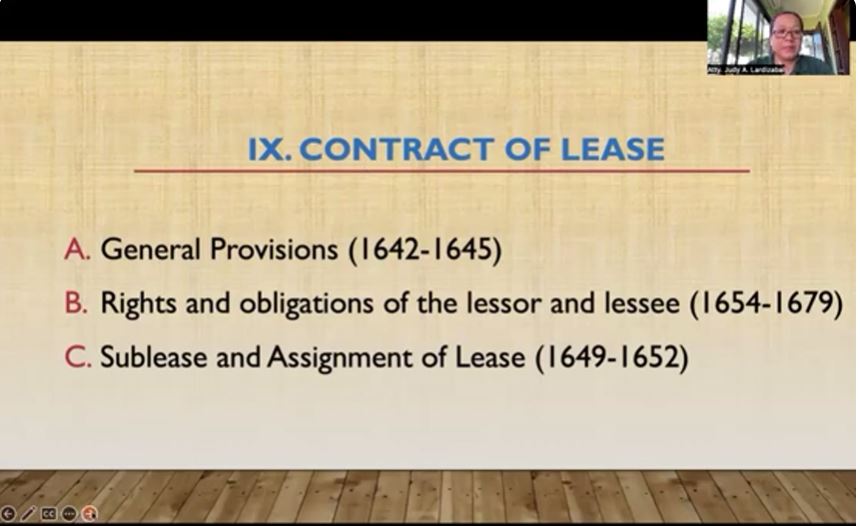 Atty. Judy A. Lardizabal
IX. CONTRACT OF LEASE
A. General Provisions (1642-1645)
B. Rights and obligations of the lessor and lessee (1654-1679)
C. Sublease and Assignment of Lease (1649-1652)
CC